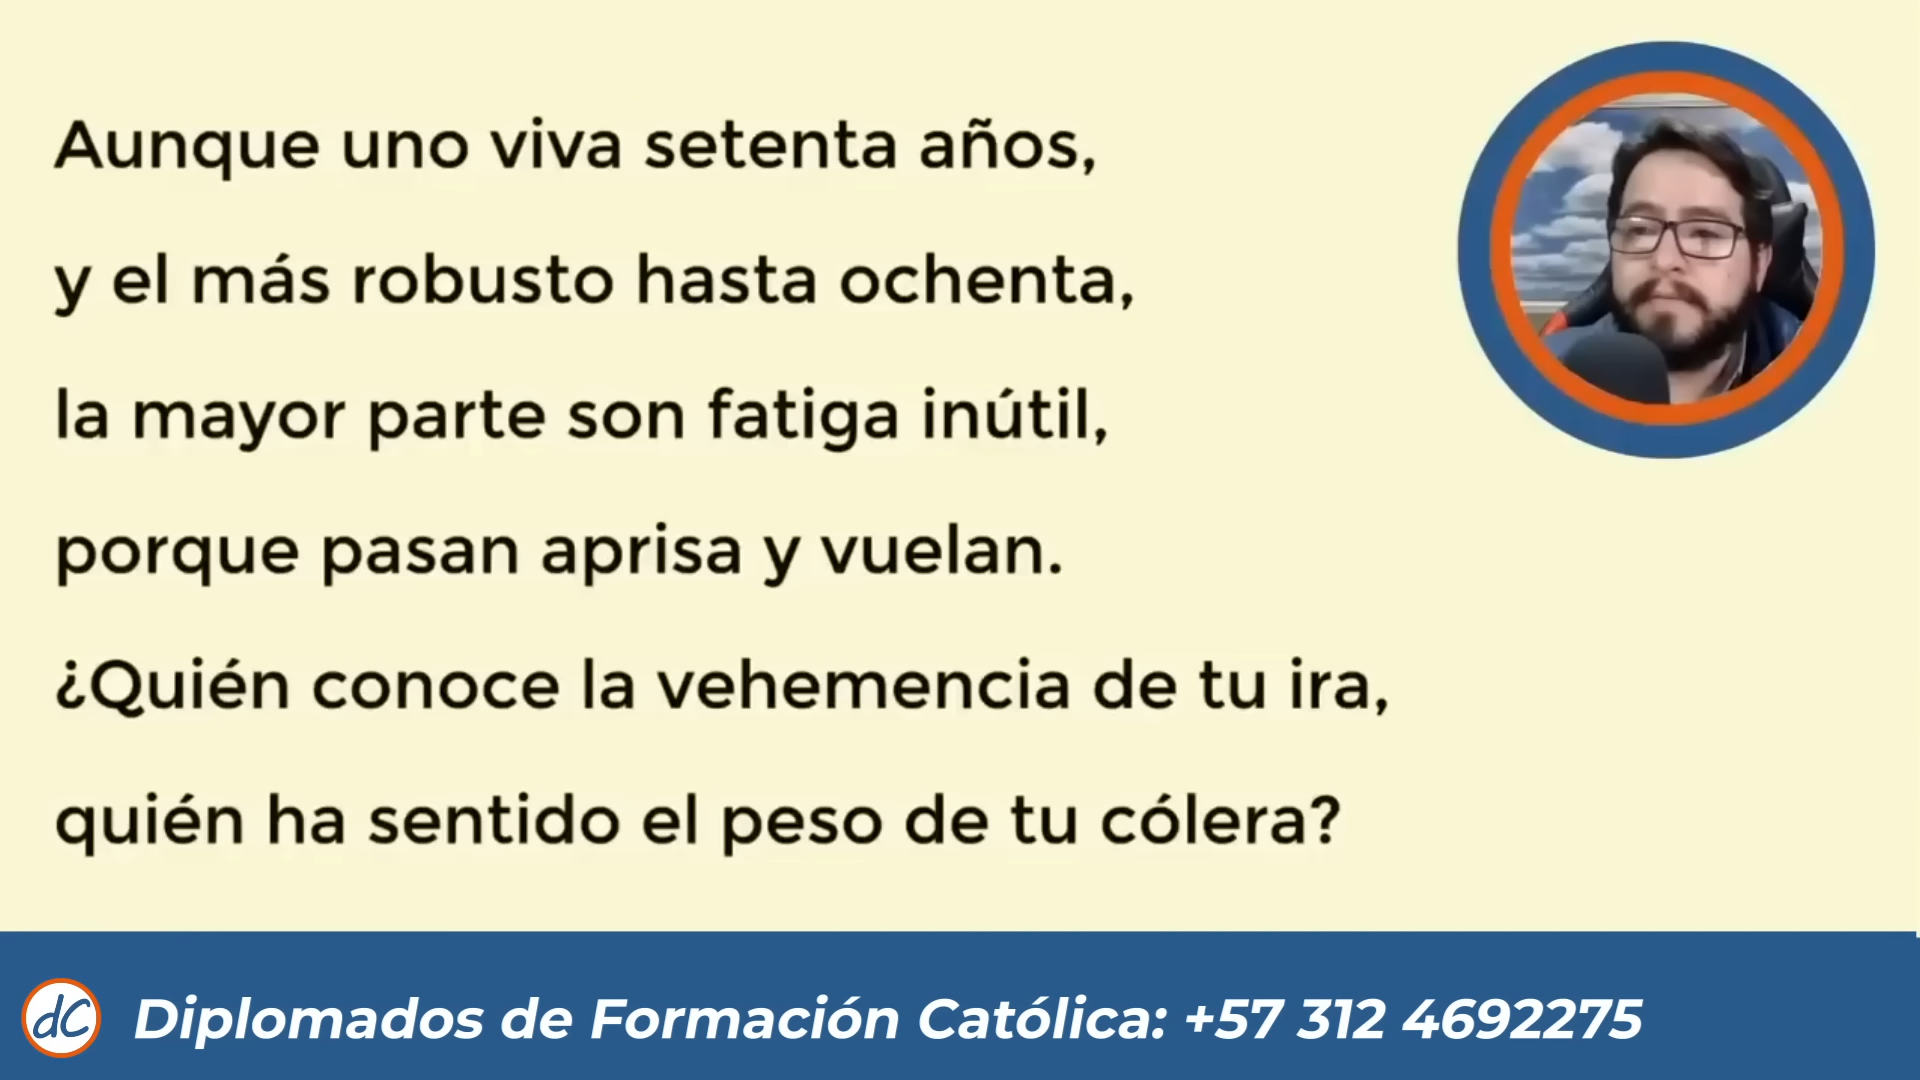 Aunque uno viva setenta años,
y el más robusto hasta ochenta,
la mayor parte son fatiga inútil,
porque pasan aprisa y vuelan.
¿Quién conoce la vehemencia de tu ira,
quién ha sentido el peso de tu cólera?
dC Diplomados de Formación Católica: +57 312 4692275